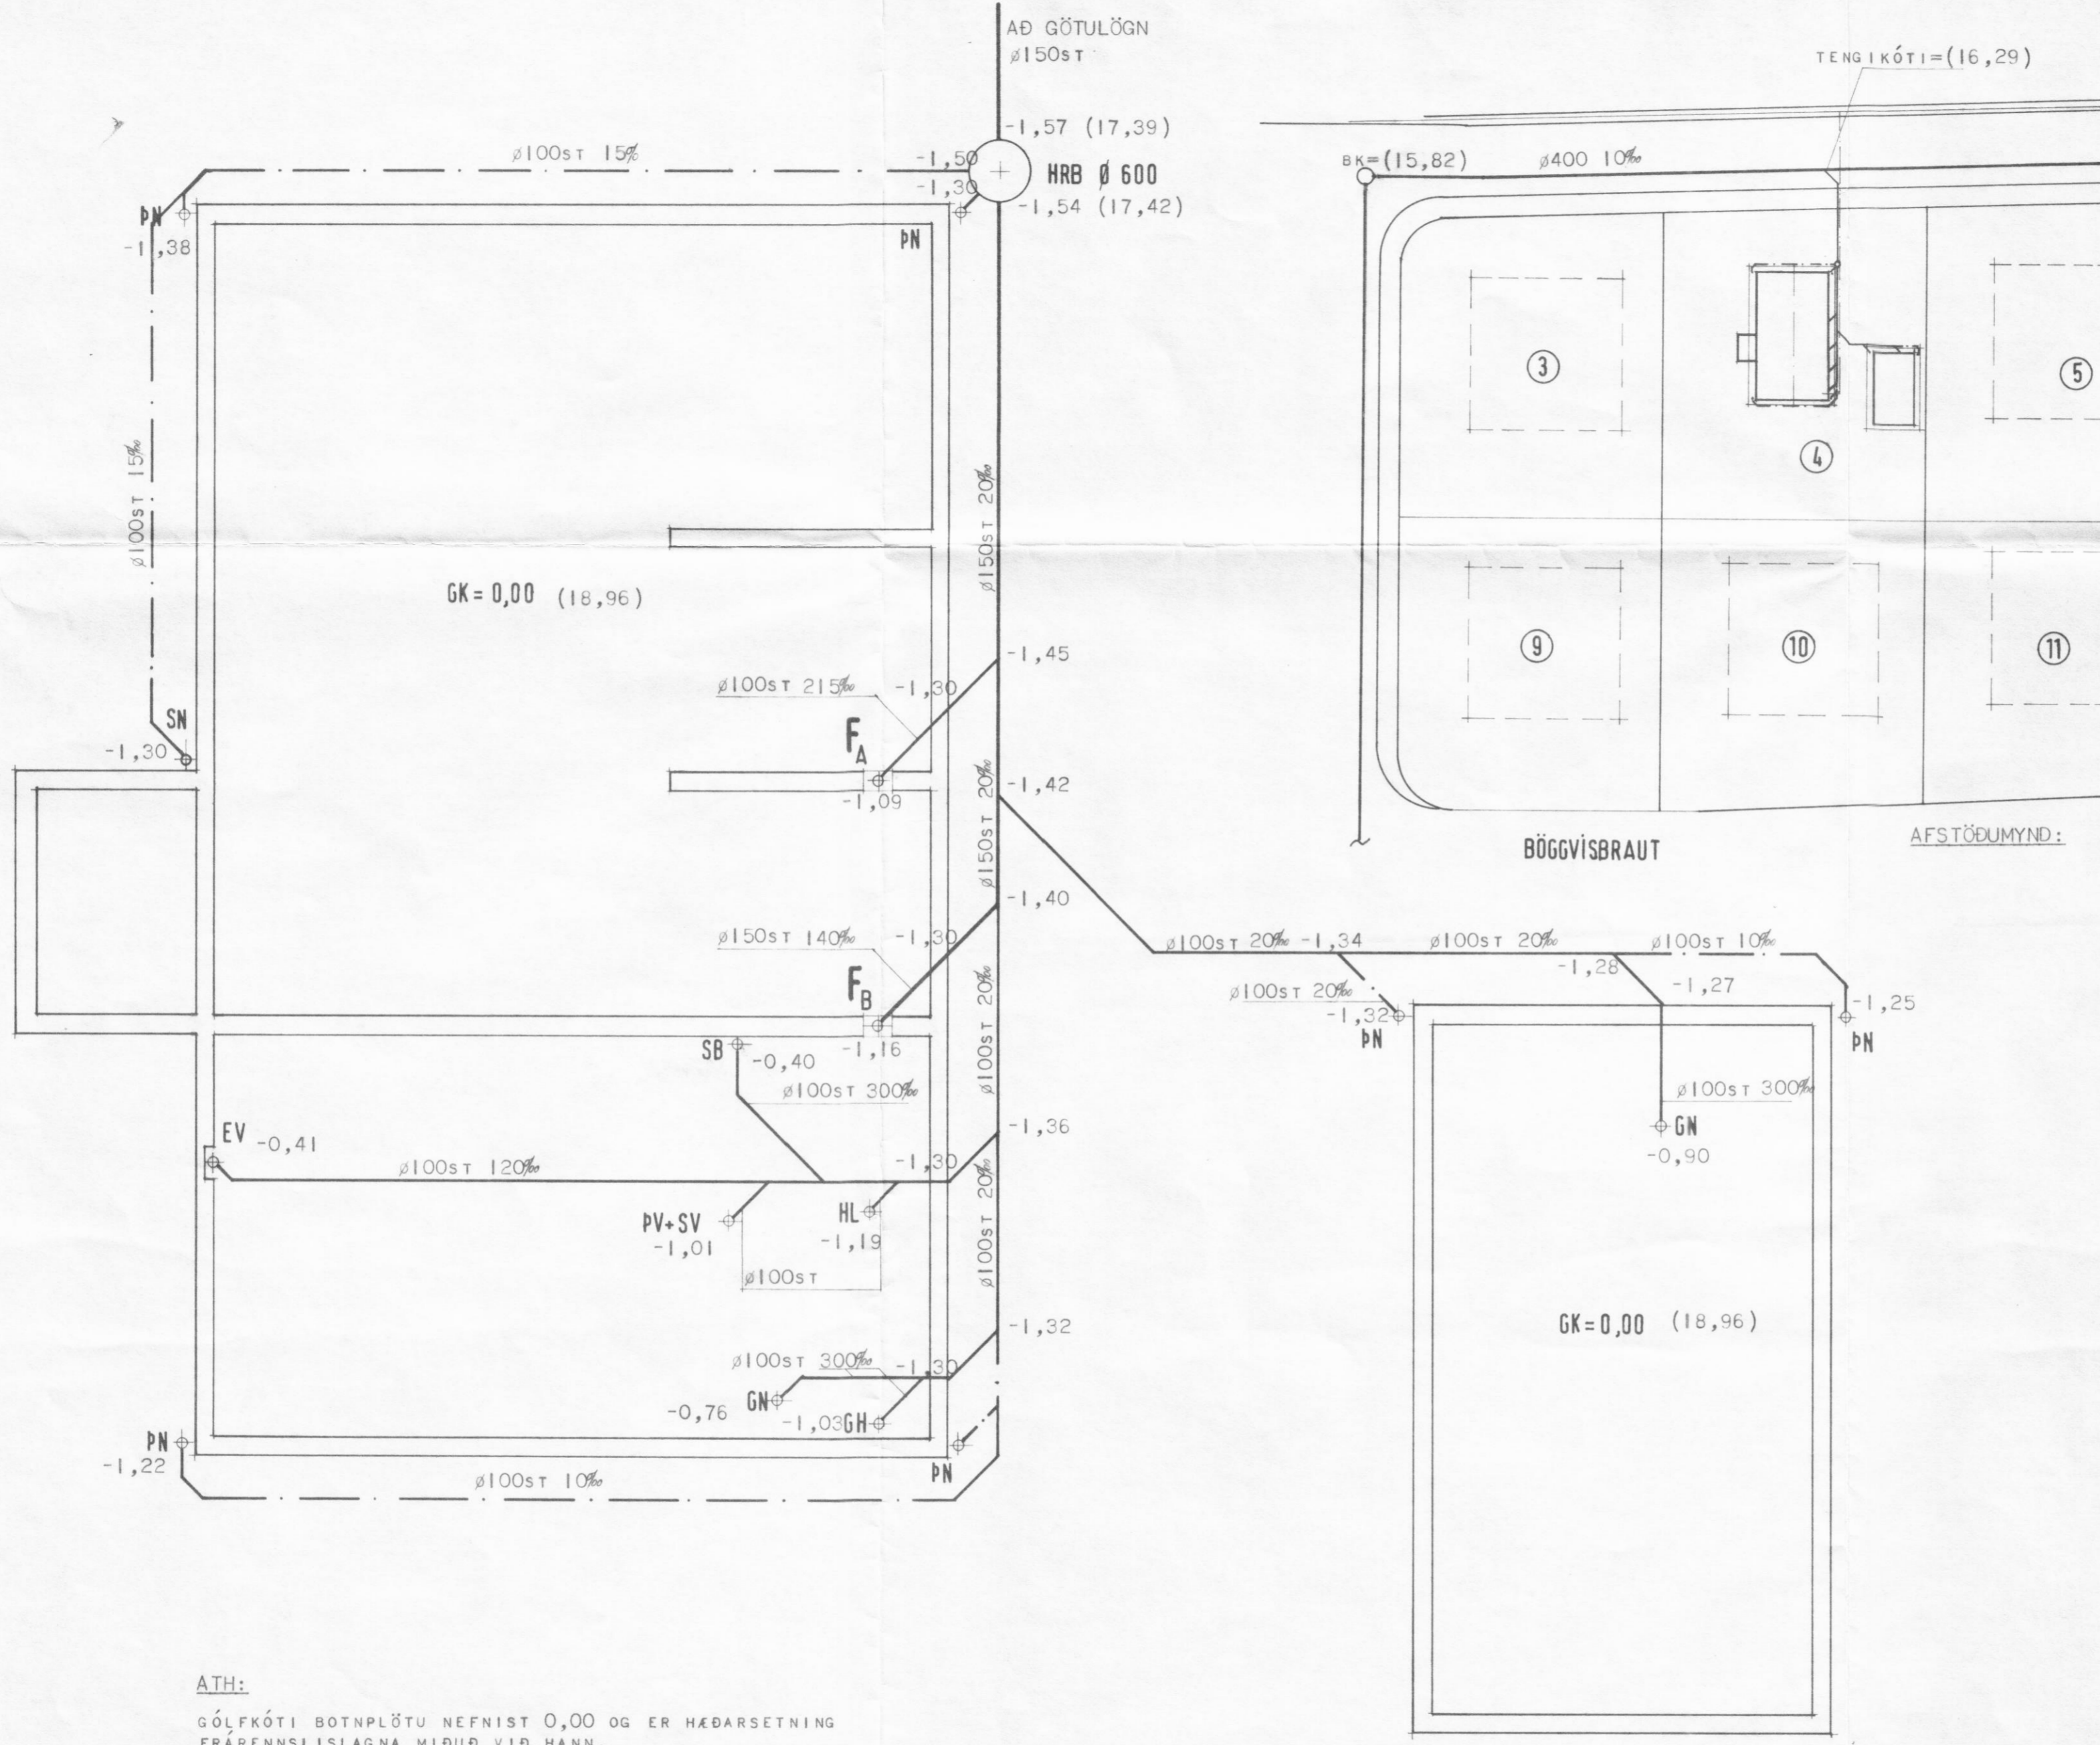 AÐ GÖTULÖGN
ø150ST
-1,57 (17,39)
HRB Ø 600
-1,54 (17,42)
-1,50
-1,30
ø100ST 15%
ÞN
-1,38
ÞN
ø100ST 15‰
ø150ST 20‰
GK=0,00 (18,96)
-1,45
ø100ST 215‰
-1,30
F A
-1,09
SN
-1,30
-1,42
ø150ST 20‰
-1,40
ø150ST 140‰
-1,30
F B
-1,16
ø100ST 20‰
SB
-0,40
ø100ST 300‰
EV -0,41
ø100ST 120‰
-1,30
-1,36
ÞV+SV
-1,01
HL
-1,19
ø100ST
ø100ST 20‰
-1,32
ø100ST 300‰
-1,30
GN
-0,76
-1,03 GH
ÞN
-1,22
ÞN
ø100ST 10‰
TENGIKÓTI=(16,29)
BK=(15,82)
ø400 10‰
3
4
5
9
10
11
BÖGGVÍSBRAUT
AFSTÖÐUMYND:
ø100ST 20‰
-1,34
ø100ST 20‰
ø100ST 10‰
-1,28
-1,27
ø100ST 20‰
-1,32
ÞN
-1,25
ÞN
ø100ST 300‰
GN
-0,90
GK=0,00 (18,96)
ATH:
GÓLFKÓTI BOTNPLÖTU NEFNIST 0,00 OG ER HÆÐARSETNING
FRÁRENNSLISLAGNA MIÐUÐ VIÐ HANN